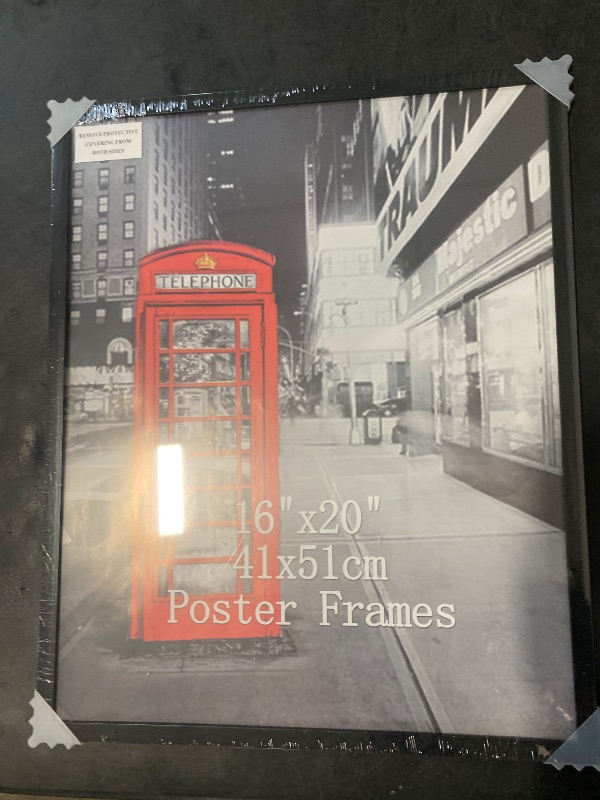 REMOVE PROTECTIVE
COVERING FROM
BOTH SIDES
TELEPHONE
TRAUM
majestic D
16"x20"
41x51cm
Poster Frames